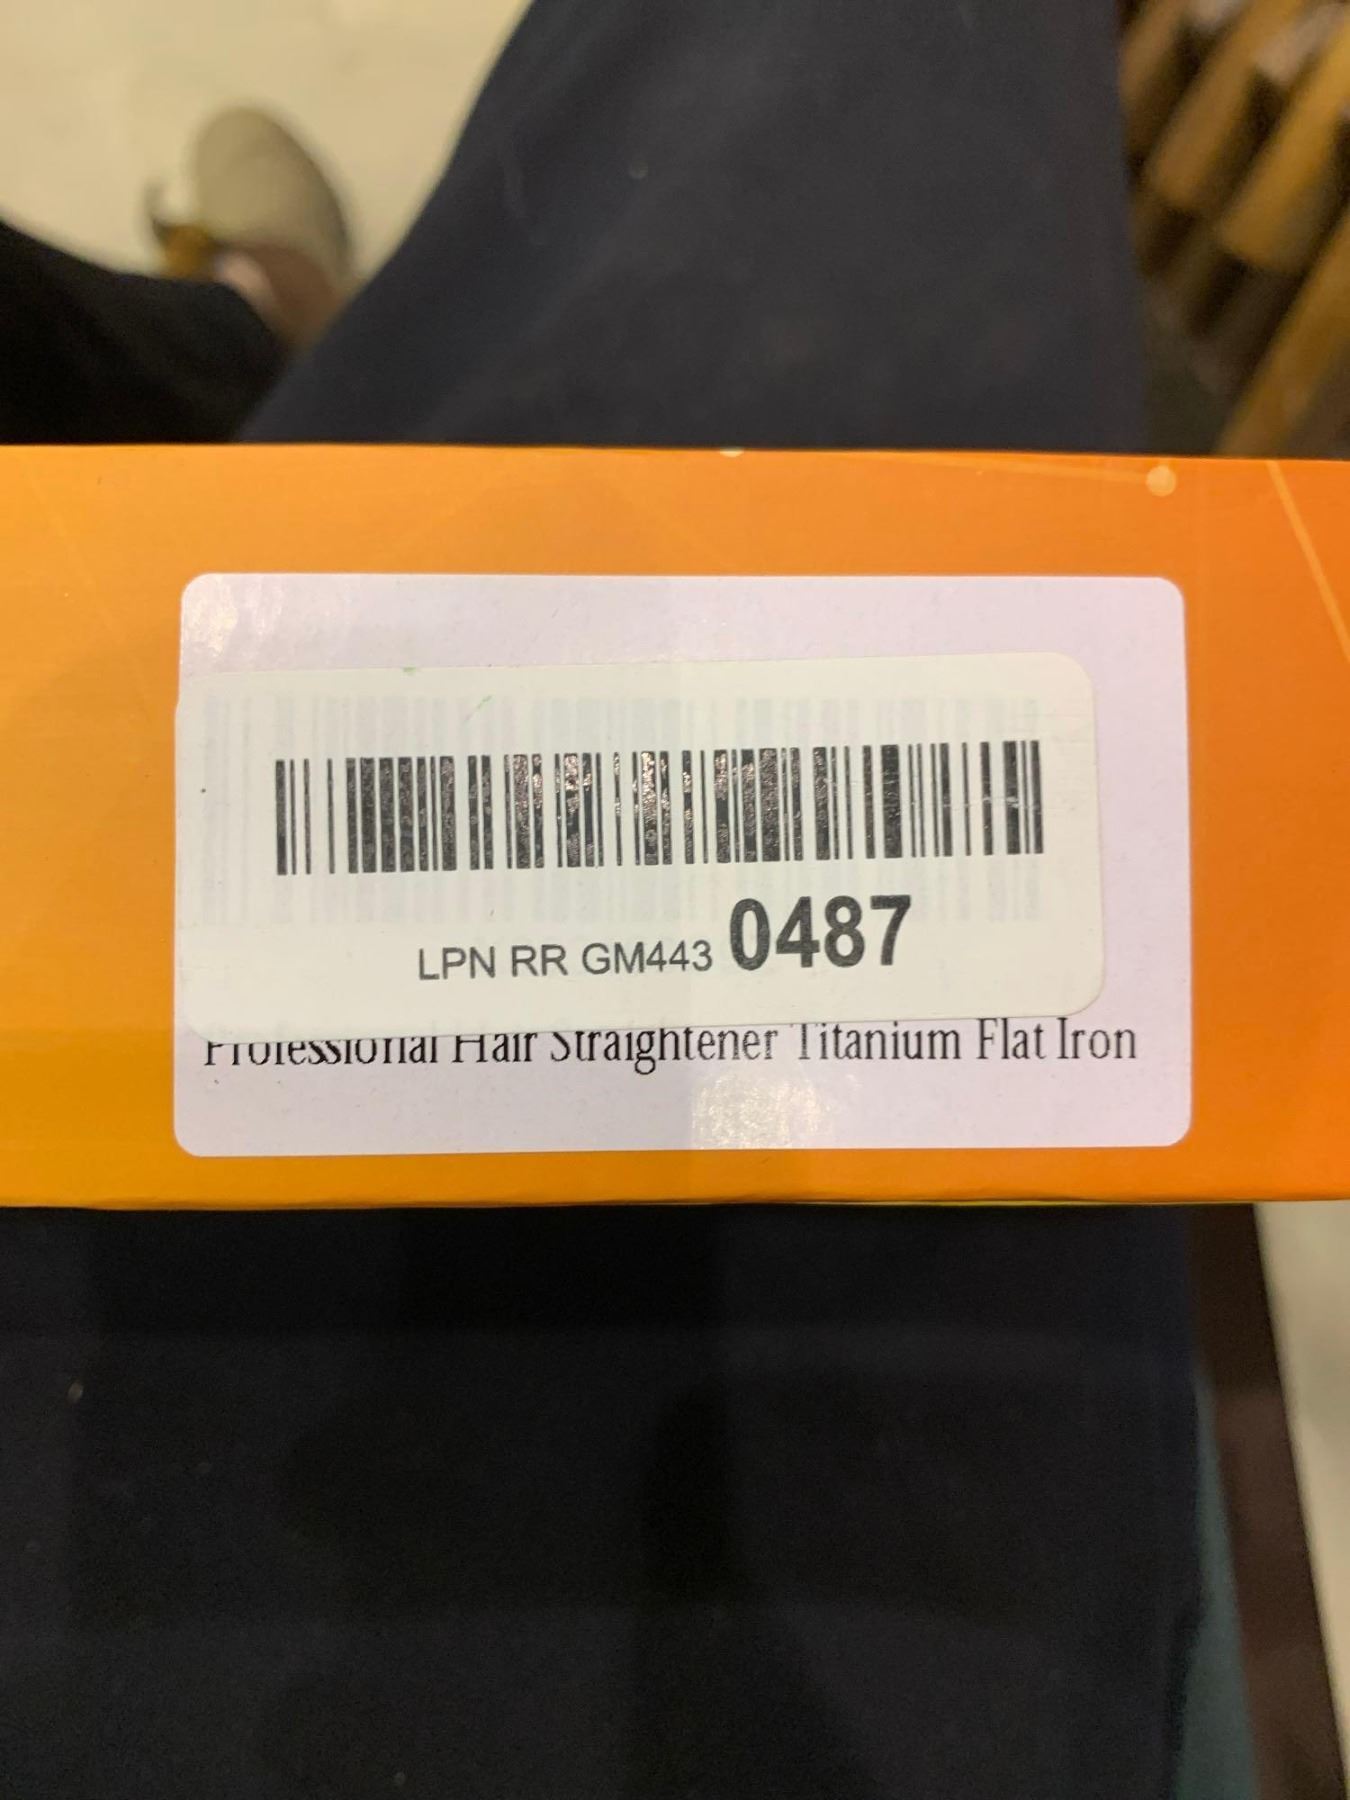 LPN RR GM443 0487
Professional Hair Straightener Titanium Flat Iron